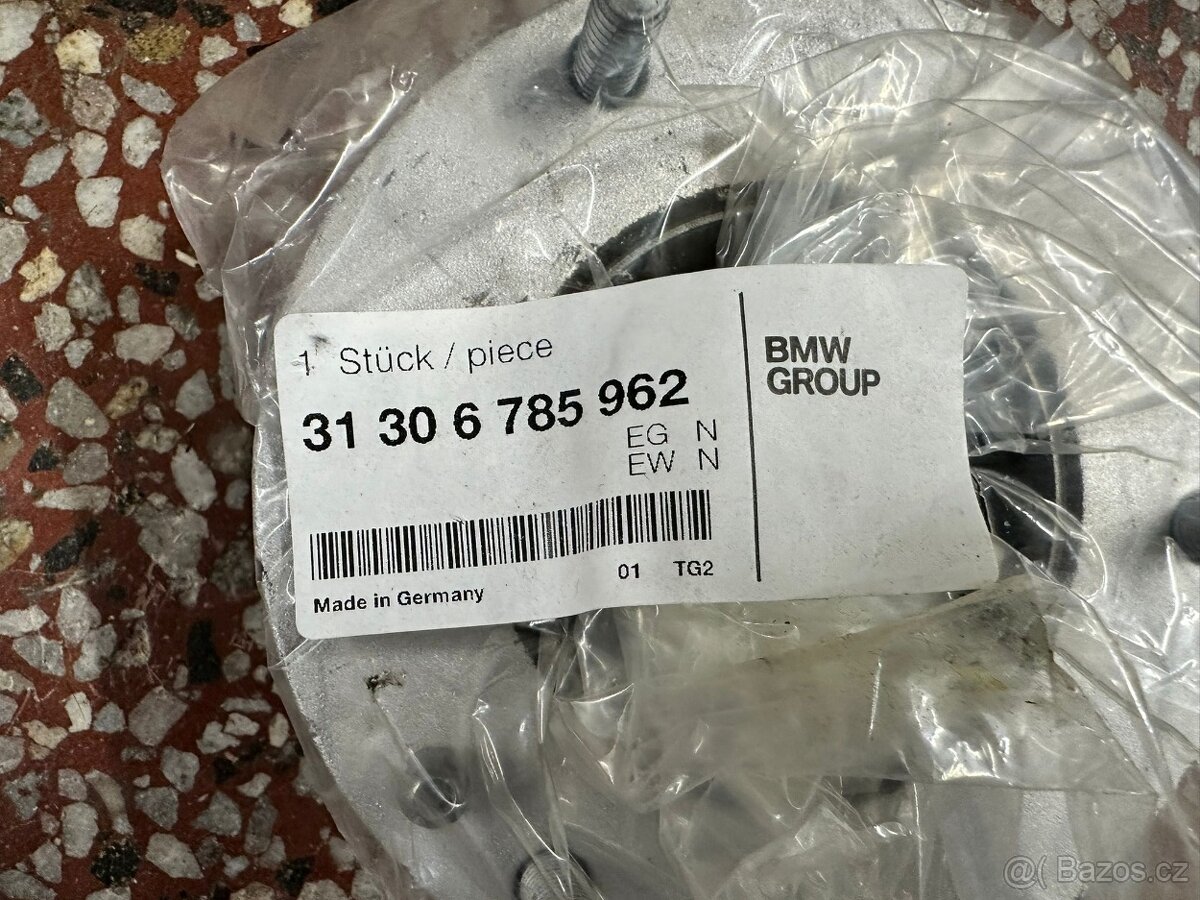 1 Stück / piece
31 30 6 785 962
EG N
EW N
01 TG2
Made in Germany
BMW
GROUP
@( Bazos.cz